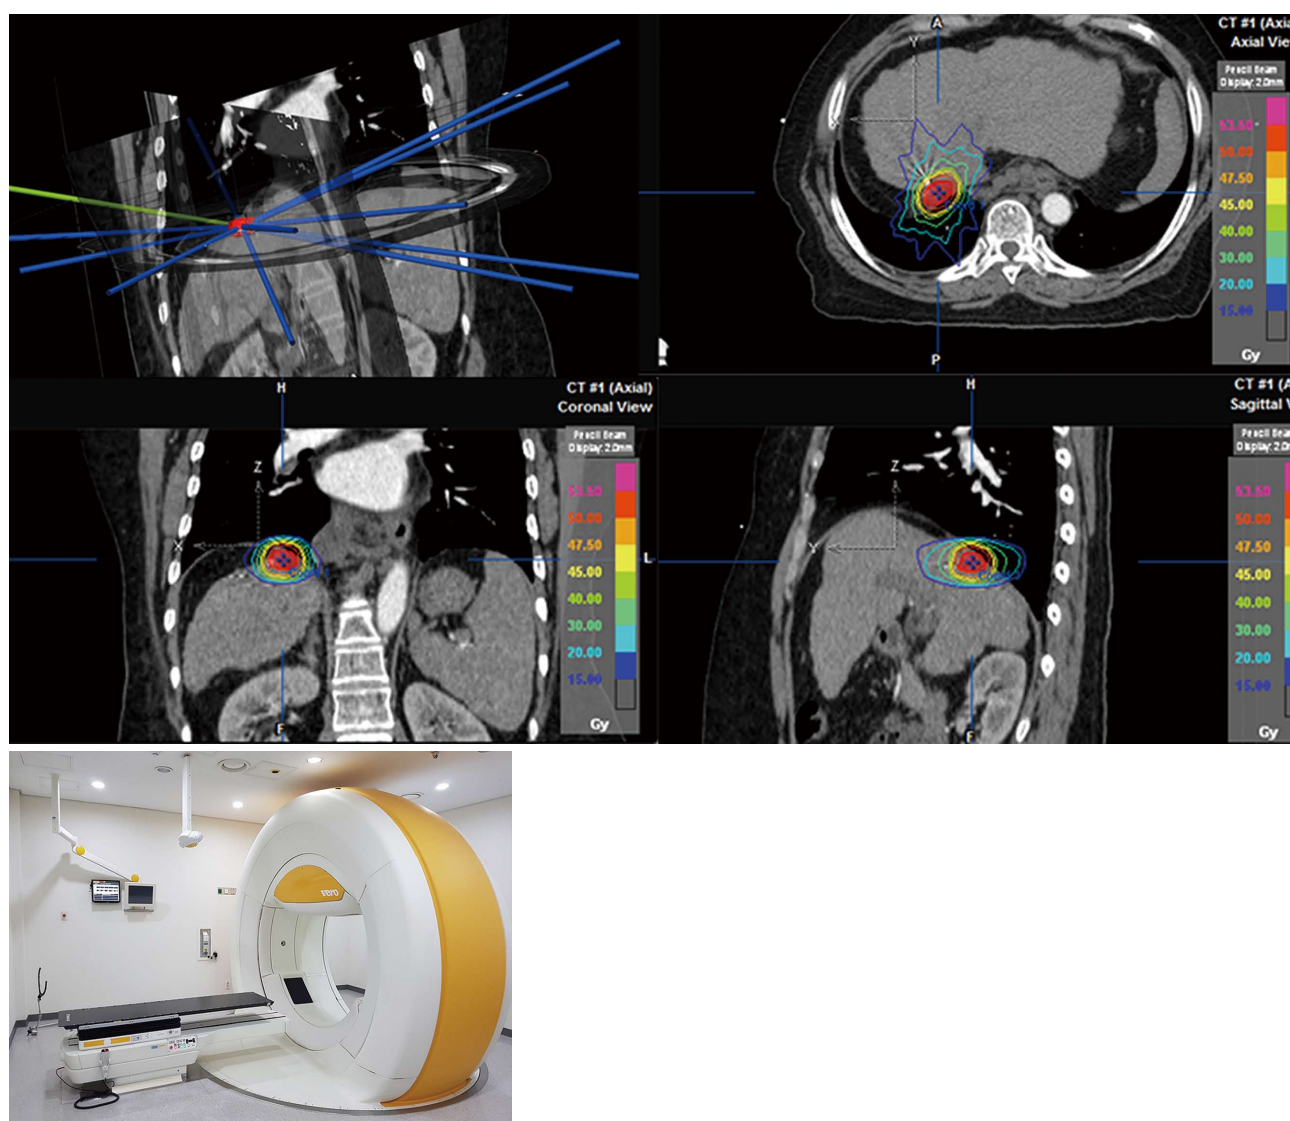 A
Y
CT #1 (Axia
Axial Vie
Pencil Beam
Display: 2.0mm
53.50
50.00
47.50
45.00
40.00
30.00
20.00
15.00
Gy
P
R
H
CT #1 (Axial)
Coronal View
Pencil Beam
Display: 2.0mm
Z
X
L
53.50
50.00
47.50
45.00
40.00
30.00
20.00
15.00
Gy
F
H
CT #1 (A
Sagittal V
Pencil Bea
Display: 2.0m
Z
Y
53.50
50.00
47.50
45.00
40.00
30.00
20.00
15.00
Gy
F
vero